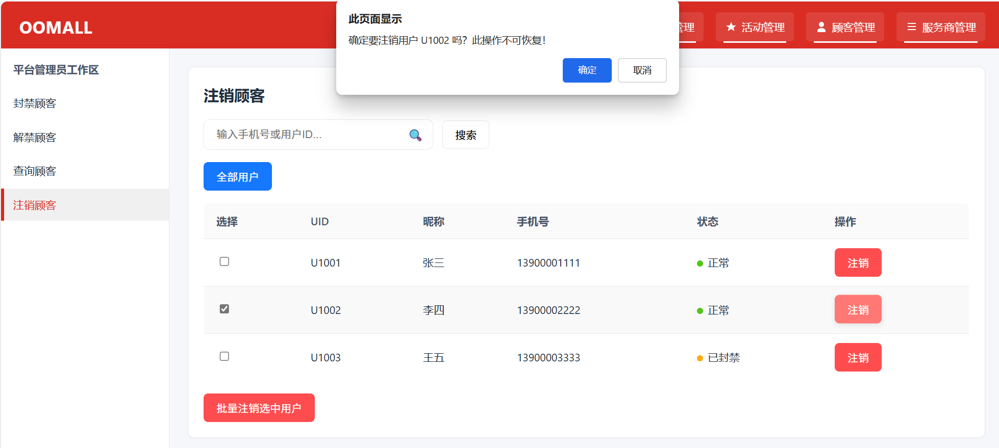 OOMALL
管理
活动管理
顾客管理
服务商管理
此页面显示
确定要注销用户 U1002 吗？此操作不可恢复！
确定
取消
平台管理员工作区
封禁顾客
解禁顾客
查询顾客
注销顾客
注销顾客
输入手机号或用户ID...
搜索
全部用户
选择 UID 昵称 手机号 状态 操作
U1001 张三 13900001111 正常 注销
U1002 李四 13900002222 正常 注销
U1003 王五 13900003333 已封禁 注销
批量注销选中用户